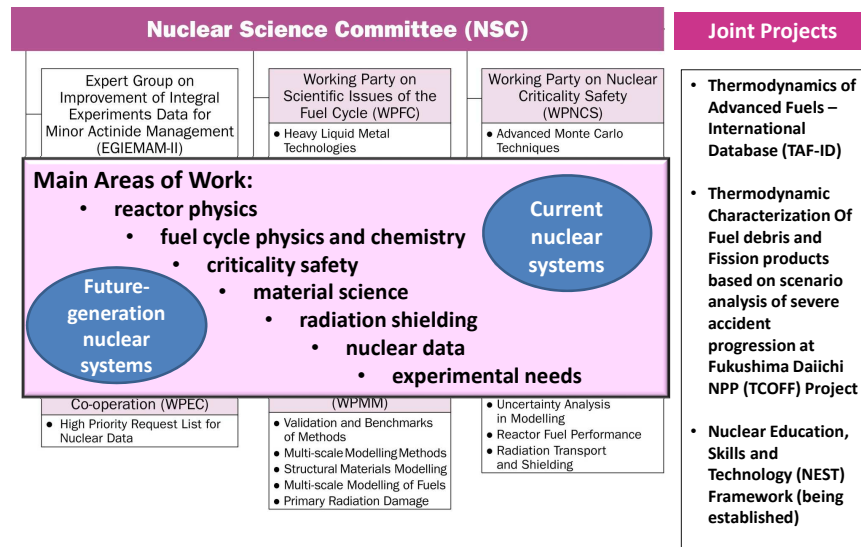 Nuclear Science Committee (NSC)
Joint Projects
Expert Group on
Improvement of Integral
Experiments Data for
Minor Actinide Management
(EGIEMAM-II)
Working Party on
Scientific Issues of the
Fuel Cycle (WPFC)
● Heavy Liquid Metal
Technologies
Working Party on Nuclear
Criticality Safety
(WPNCS)
● Advanced Monte Carlo
Techniques
Main Areas of Work:
• reactor physics
• fuel cycle physics and chemistry
• criticality safety
• material science
• radiation shielding
• nuclear data
• experimental needs
Current
nuclear
systems
Future-
generation
nuclear
systems
Co-operation (WPEC)
● High Priority Request List for
Nuclear Data
(WPMM)
● Validation and Benchmarks
of Methods
● Multi-scale Modelling Methods
● Structural Materials Modelling
● Multi-scale Modelling of Fuels
● Primary Radiation Damage
● Uncertainty Analysis
in Modelling
● Reactor Fuel Performance
● Radiation Transport
and Shielding
• Thermodynamics of
Advanced Fuels –
International
Database (TAF-ID)
• Thermodynamic
Characterization Of
Fuel debris and
Fission products
based on scenario
analysis of severe
accident
progression at
Fukushima Daiichi
NPP (TCOFF) Project
• Nuclear Education,
Skills and
Technology (NEST)
Framework (being
established)